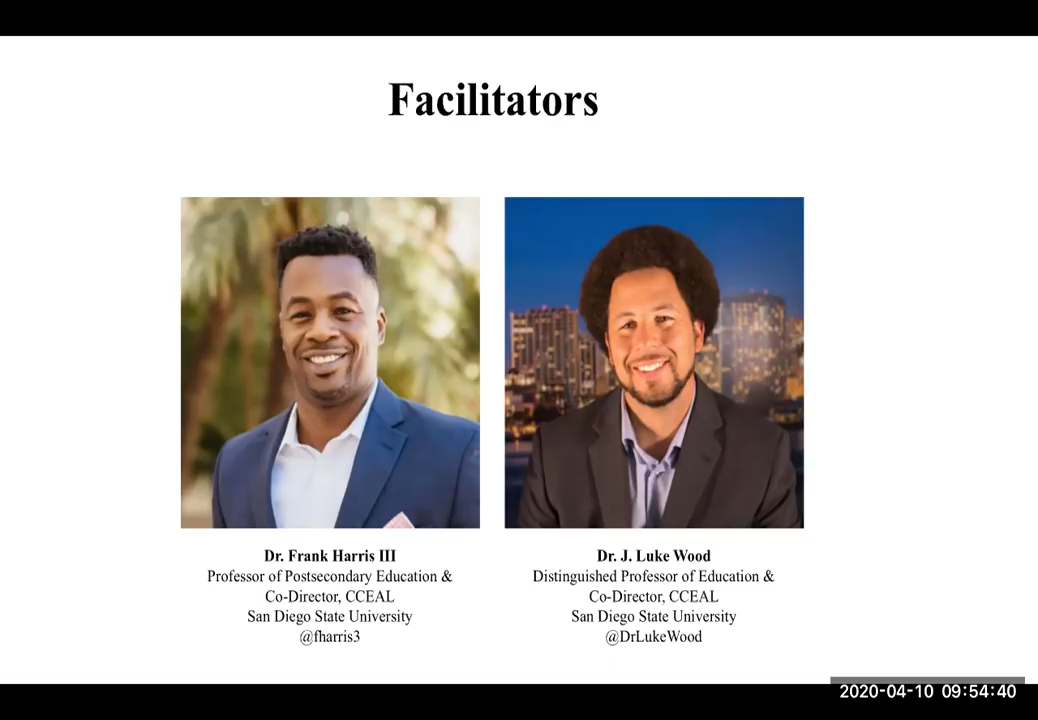 Facilitators
Dr. Frank Harris III
Professor of Postsecondary Education &
Co-Director, CCEAL
San Diego State University
@fharris3
Dr. J. Luke Wood
Distinguished Professor of Education &
Co-Director, CCEAL
San Diego State University
@DrLukeWood
2020-04-10 09:54:40